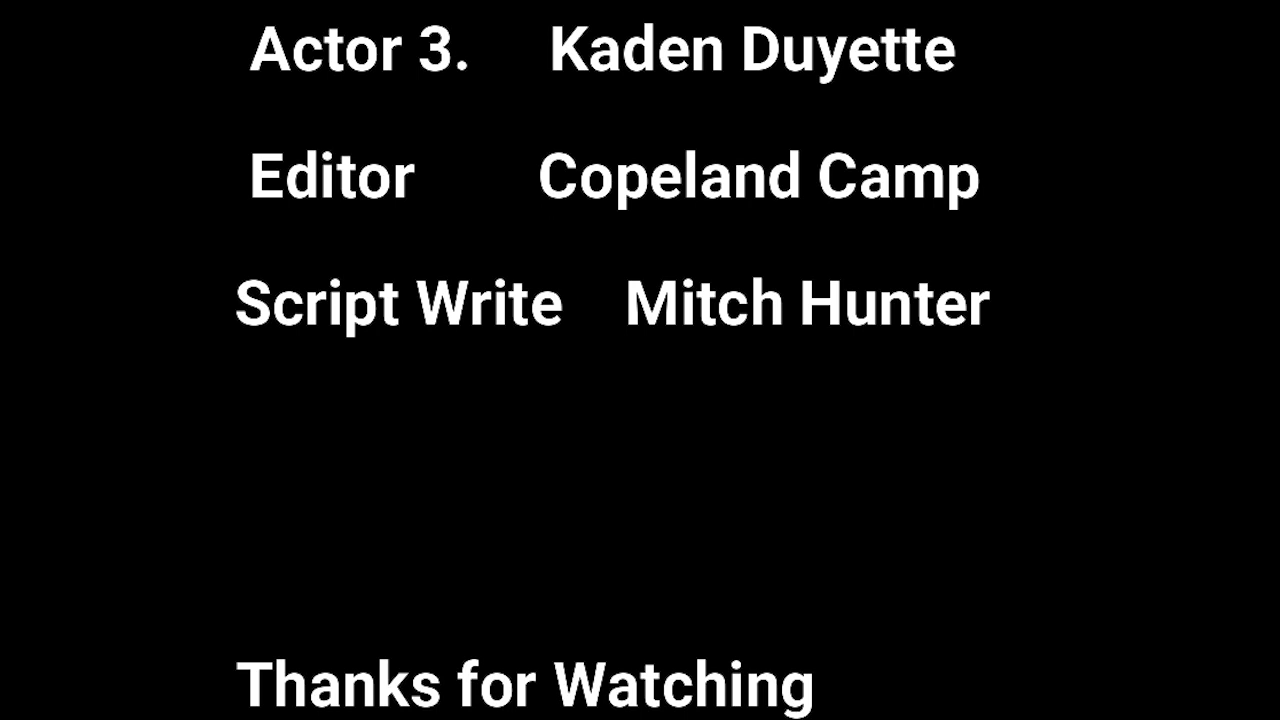 Actor 3. Kaden Duyette
Editor Copeland Camp
Script Write Mitch Hunter
Thanks for Watching